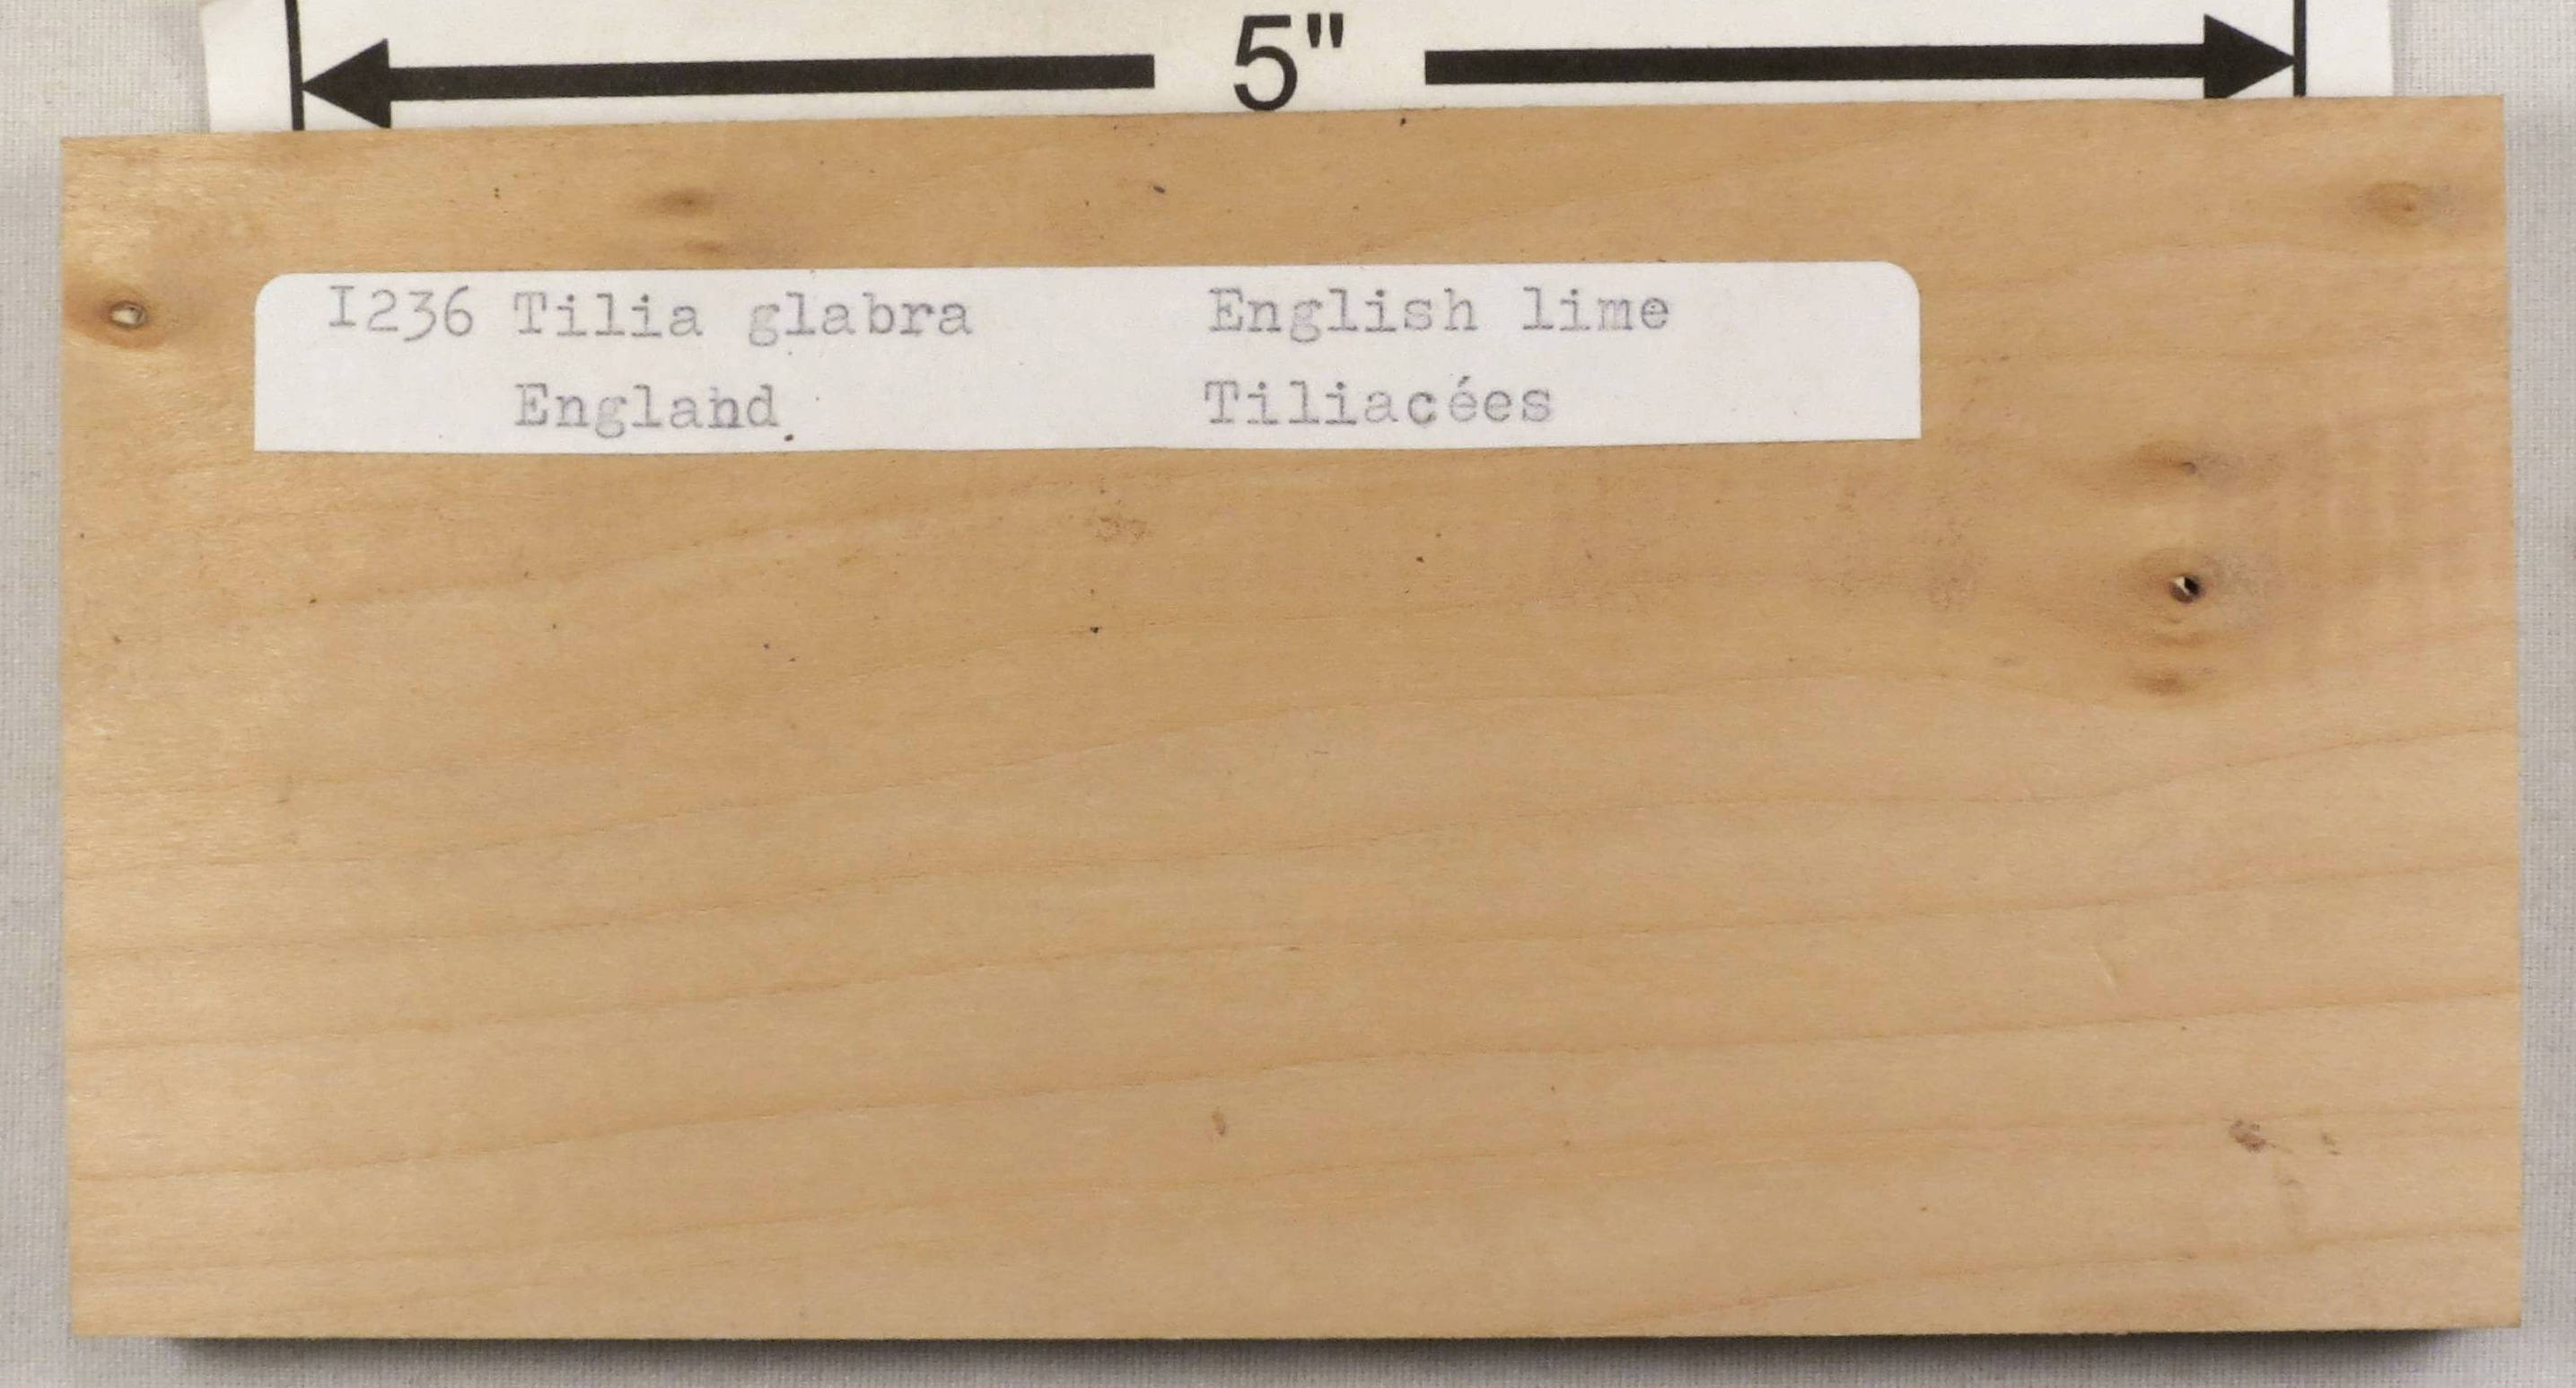 5"
I236 Tilia glabra English lime
England Tiliacées